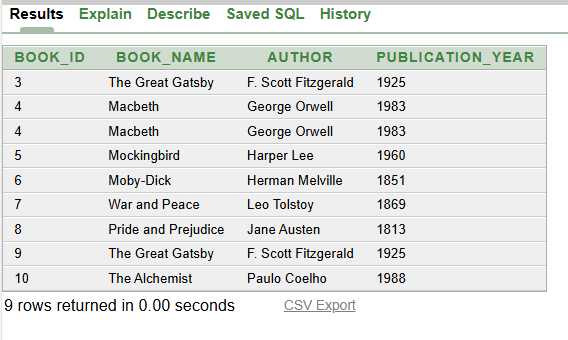 Results Explain Describe Saved SQL History
BOOK_ID BOOK_NAME AUTHOR PUBLICATION_YEAR
3 The Great Gatsby F. Scott Fitzgerald 1925
4 Macbeth George Orwell 1983
4 Macbeth George Orwell 1983
5 Mockingbird Harper Lee 1960
6 Moby-Dick Herman Melville 1851
7 War and Peace Leo Tolstoy 1869
8 Pride and Prejudice Jane Austen 1813
9 The Great Gatsby F. Scott Fitzgerald 1925
10 The Alchemist Paulo Coelho 1988
9 rows returned in 0.00 seconds CSV Export